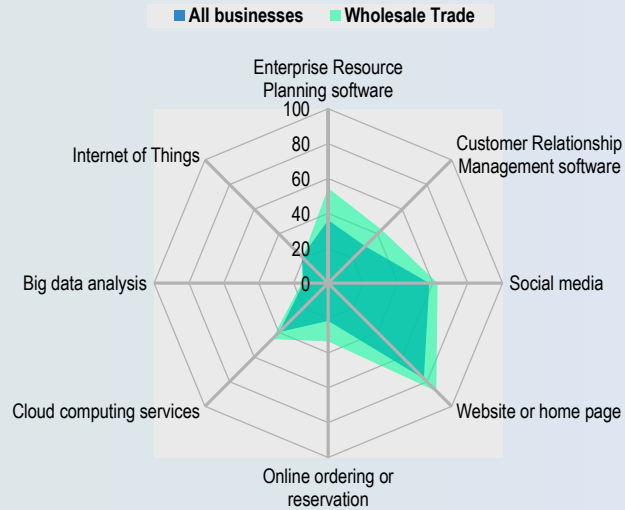 All businesses Wholesale Trade
Enterprise Resource
Planning software
100
80
60
40
20
0
Customer Relationship
Management software
Internet of Things
Big data analysis
Social media
Cloud computing services
Website or home page
Online ordering or
reservation